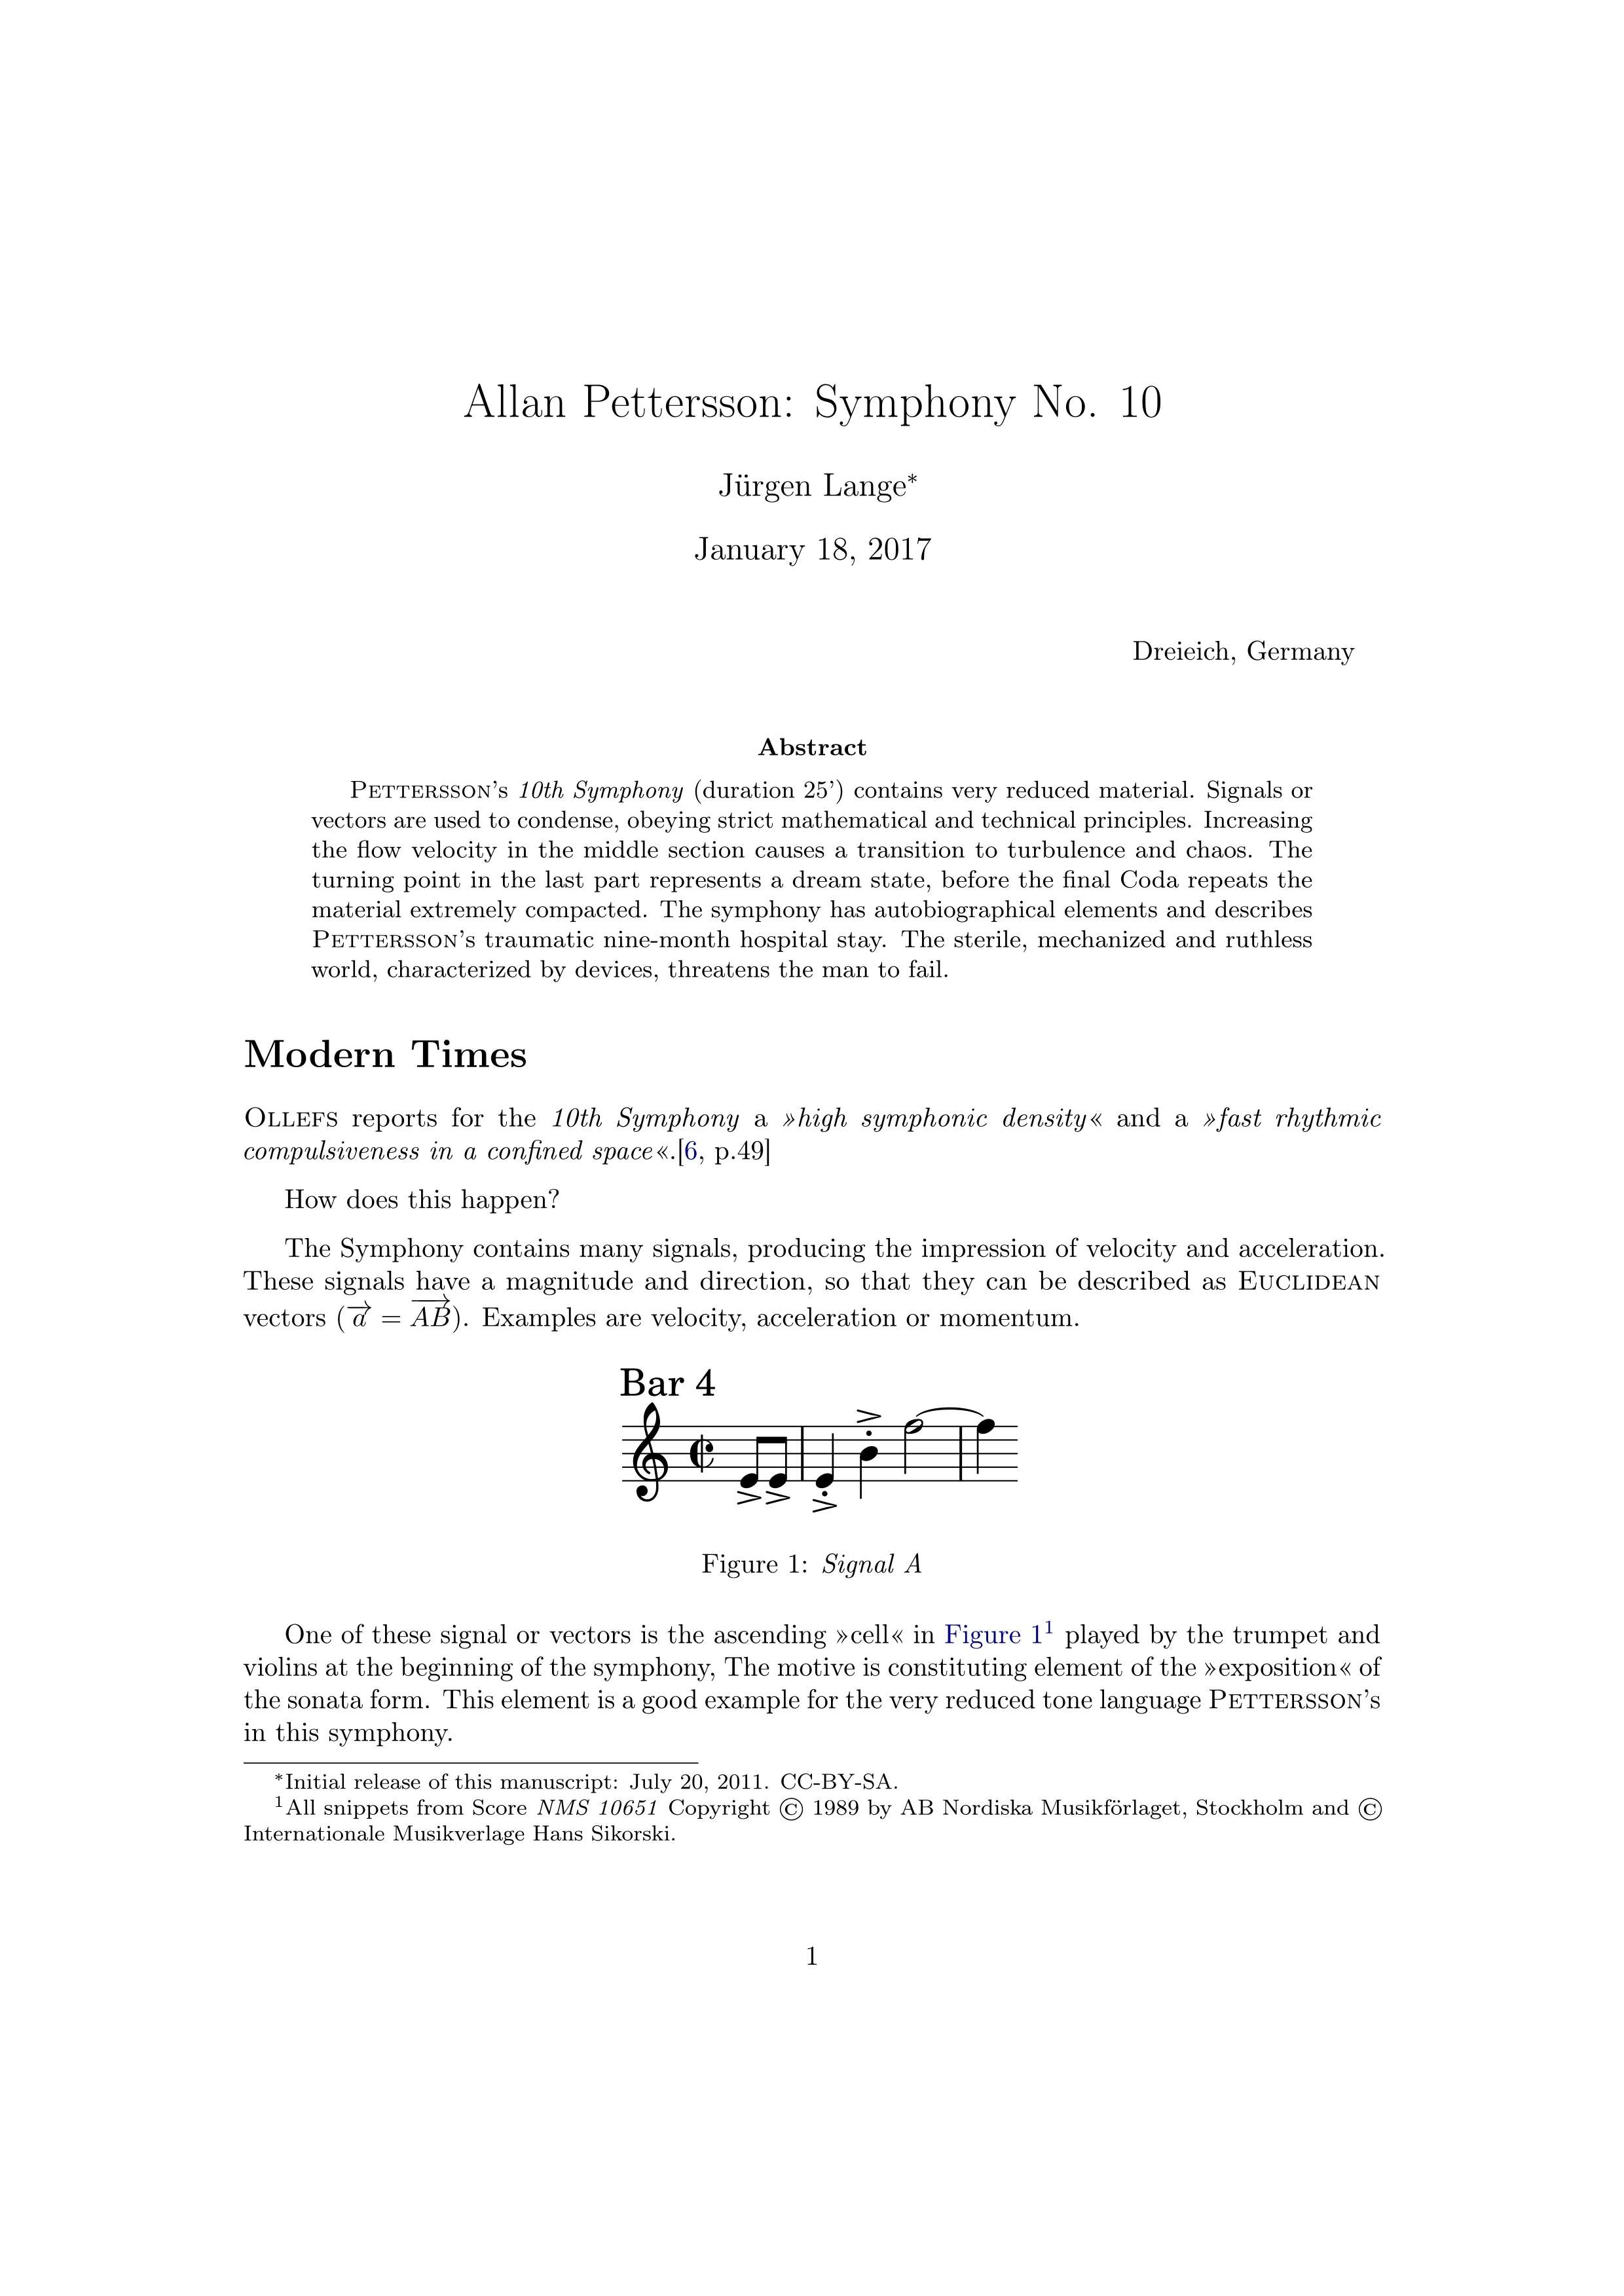 Allan Pettersson: Symphony No. 10
Jürgen Lange*
January 18, 2017
Dreieich, Germany
Abstract
Pettersson's 10th Symphony (duration 25') contains very reduced material. Signals or
vectors are used to condense, obeying strict mathematical and technical principles. Increasing
the flow velocity in the middle section causes a transition to turbulence and chaos. The
turning point in the last part represents a dream state, before the final Coda repeats the
material extremely compacted. The symphony has autobiographical elements and describes
Pettersson's traumatic nine-month hospital stay. The sterile, mechanized and ruthless
world, characterized by devices, threatens the man to fail.
Modern Times
Ollefs reports for the 10th Symphony a »high symphonic density« and a »fast rhythmic
compulsiveness in a confined space«.[6, p.49]
How does this happen?
The Symphony contains many signals, producing the impression of velocity and acceleration.
These signals have a magnitude and direction, so that they can be described as Euclidean
vectors (a⃗ = A⃗B⃗). Examples are velocity, acceleration or momentum.
Bar 4
Figure 1: Signal A
One of these signal or vectors is the ascending »cell« in Figure 1¹ played by the trumpet and
violins at the beginning of the symphony, The motive is constituting element of the »exposition« of
the sonata form. This element is a good example for the very reduced tone language Pettersson's
in this symphony.
*Initial release of this manuscript: July 20, 2011. CC-BY-SA.
¹All snippets from Score NMS 10651 Copyright © 1989 by AB Nordiska Musikförlaget, Stockholm and ©
Internationale Musikverlage Hans Sikorski.
1